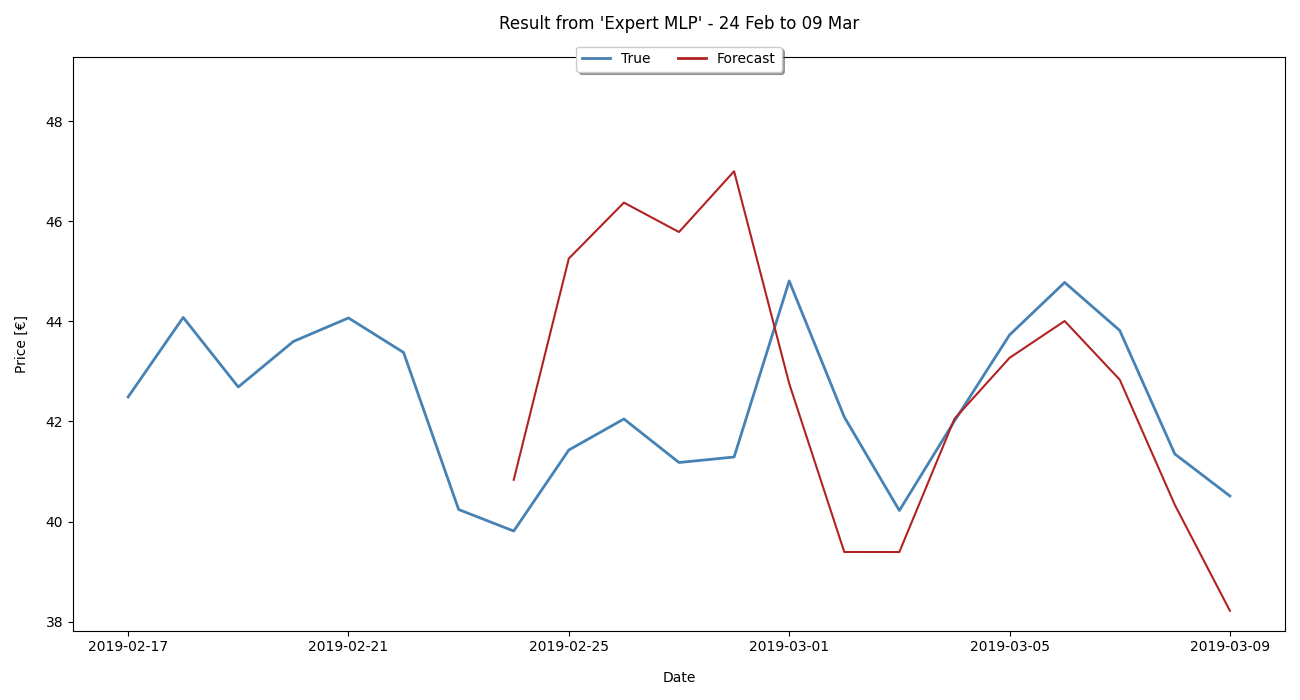 Result from 'Expert MLP' - 24 Feb to 09 Mar
True Forecast
48
46
44
42
40
38
Price [€]
2019-02-17 2019-02-21 2019-02-25 2019-03-01 2019-03-05 2019-03-09
Date